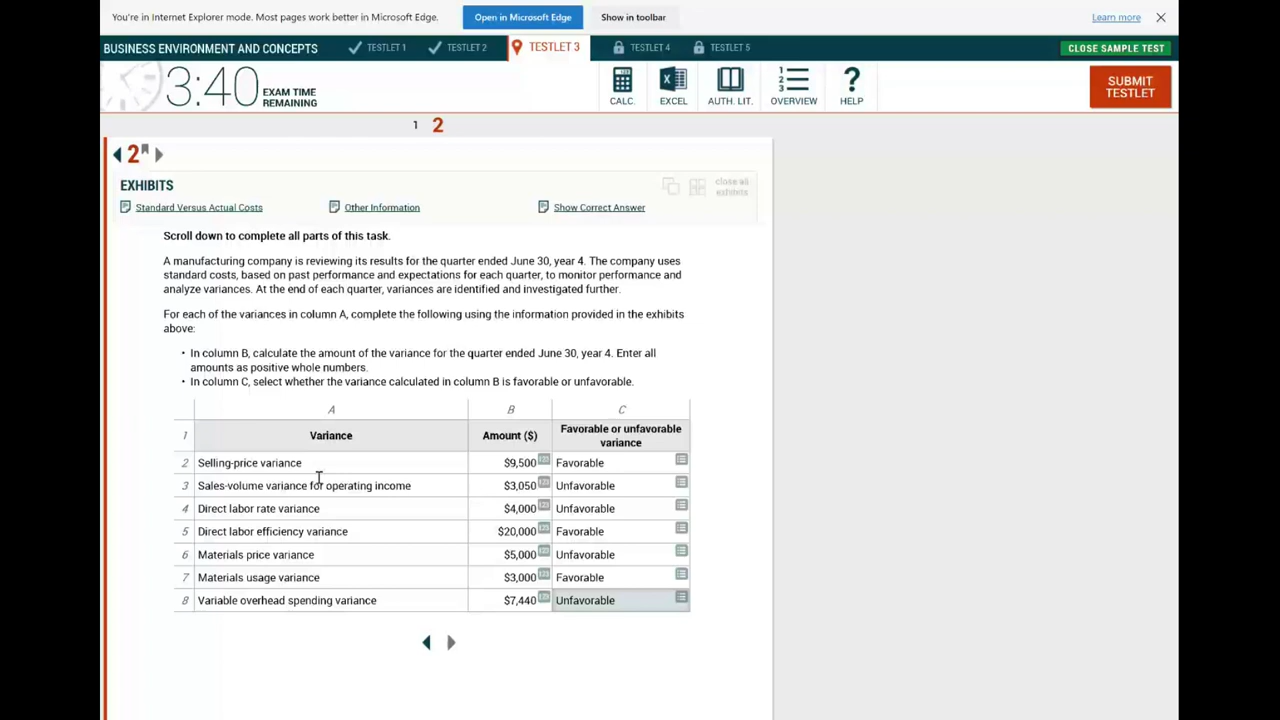 You're in Internet Explorer mode. Most pages work better in Microsoft Edge.
Open in Microsoft Edge
Show in toolbar
Learn more
BUSINESS ENVIRONMENT AND CONCEPTS
TESTLET 1
TESTLET 2
TESTLET 3
TESTLET 4
TESTLET 5
CLOSE SAMPLE TEST
3:40
EXAM TIME
REMAINING
CALC.
EXCEL
AUTH. LIT.
1
2
3
OVERVIEW
?
HELP
SUBMIT
TESTLET
1 2
2
EXHIBITS
close all
exhibits
Standard Versus Actual Costs
Other Information
Show Correct Answer
Scroll down to complete all parts of this task.
A manufacturing company is reviewing its results for the quarter ended June 30, year 4. The company uses
standard costs, based on past performance and expectations for each quarter, to monitor performance and
analyze variances. At the end of each quarter, variances are identified and investigated further.
For each of the variances in column A, complete the following using the information provided in the exhibits
above:
• In column B, calculate the amount of the variance for the quarter ended June 30, year 4. Enter all
amounts as positive whole numbers.
• In column C, select whether the variance calculated in column B is favorable or unfavorable.
A B C
1 Variance Amount ($) Favorable or unfavorable
variance
2 Selling-price variance $9,500 Favorable
3 Sales-volume variance for operating income $3,050 Unfavorable
4 Direct labor rate variance $4,000 Unfavorable
5 Direct labor efficiency variance $20,000 Favorable
6 Materials price variance $5,000 Unfavorable
7 Materials usage variance $3,000 Favorable
8 Variable overhead spending variance $7,440 Unfavorable